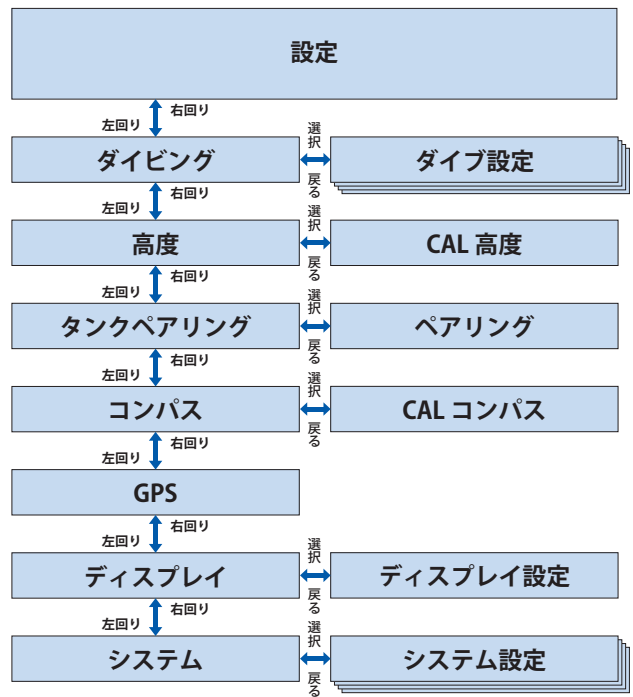 設定
右回り
左回り
ダイビング
選択
戻る
ダイブ設定
右回り
左回り
高度
選択
戻る
CAL 高度
右回り
左回り
タンクペアリング
選択
戻る
ペアリング
右回り
左回り
コンパス
選択
戻る
CAL コンパス
右回り
左回り
GPS
右回り
左回り
ディスプレイ
選択
戻る
ディスプレイ設定
右回り
左回り
システム
選択
戻る
システム設定